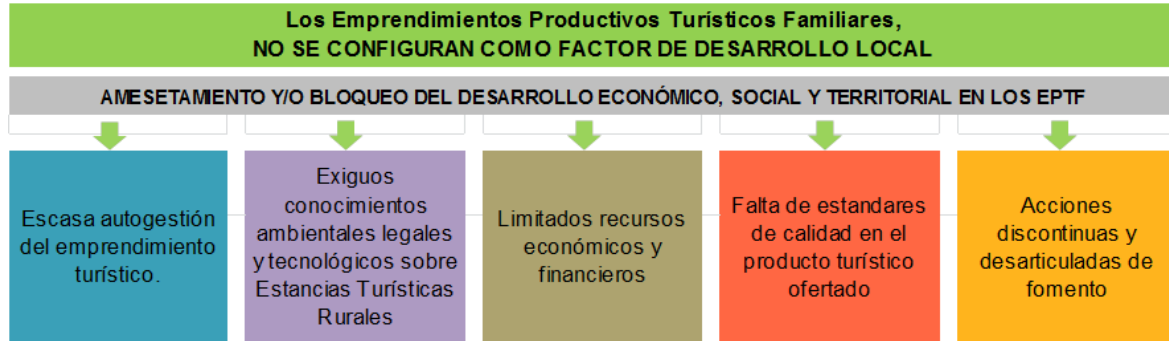 Los Emprendimientos Productivos Turísticos Familiares,
NO SE CONFIGURAN COMO FACTOR DE DESARROLLO LOCAL
AMESETAMIENTO Y/O BLOQUEO DEL DESARROLLO ECONÓMICO, SOCIAL Y TERRITORIAL EN LOS EPTF
Escasa autogestión
del emprendimiento
turístico.
Exiguos
conocimientos
ambientales legales
y tecnológicos sobre
Estancias Turísticas
Rurales
Limitados recursos
económicos y
financieros
Falta de estandares
de calidad en el
producto turístico
ofertado
Acciones
discontinuas y
desarticuladas de
fomento